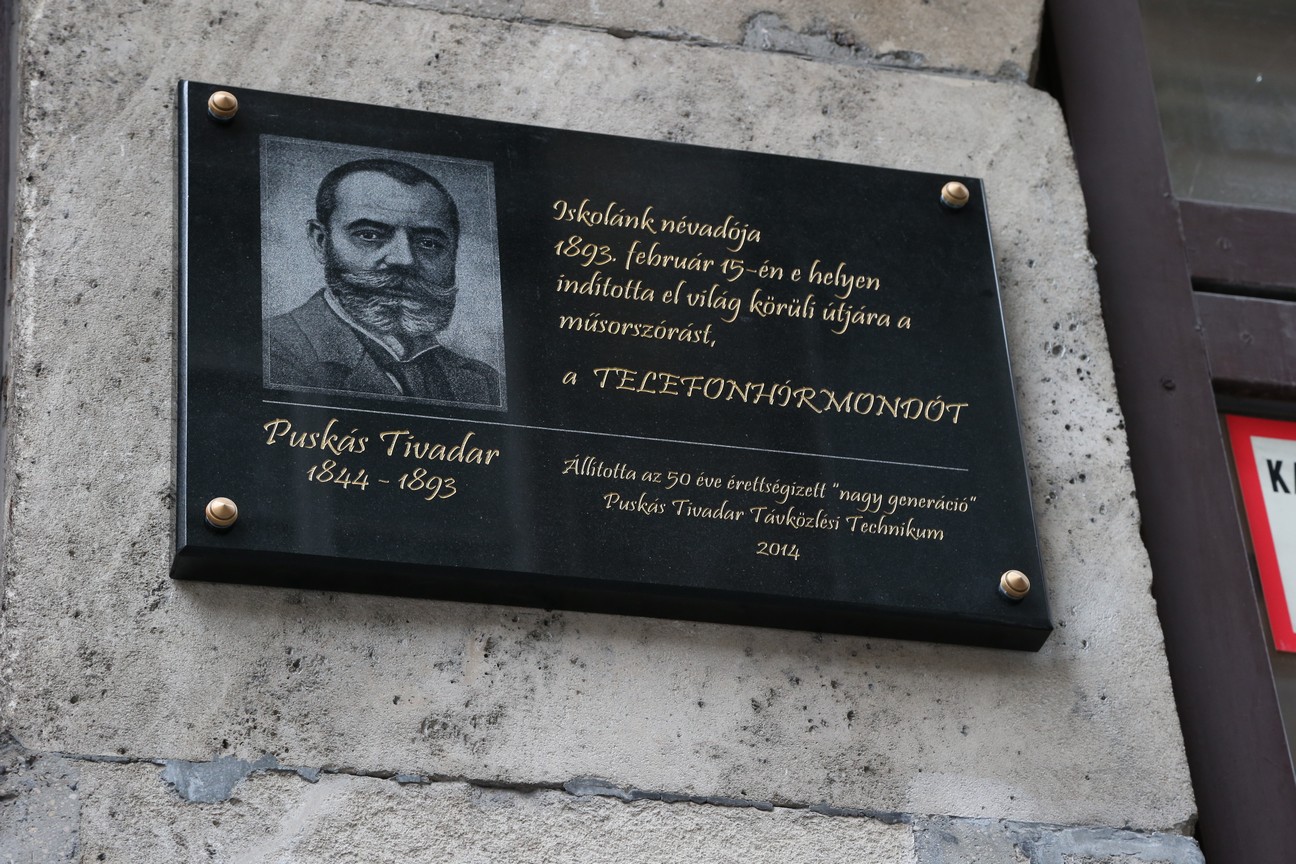 Iskolánk névadója
1893. február 15-én e helyen
indította el világ körüli útjára a
műsorszórást,
a TELEFONHÍRMONDÓT
Puskás Tivadar
1844 - 1893
Állította az 50 éve érettségizett "nagy generáció"
Puskás Tivadar Távközlési Technikum
2014